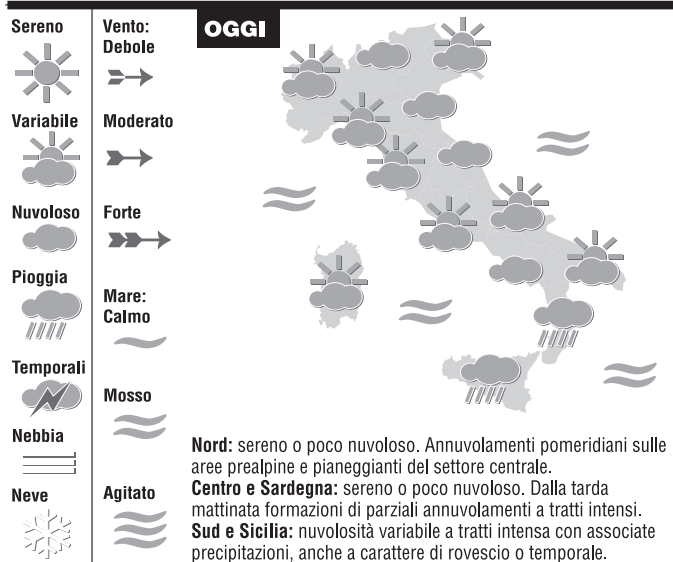 Sereno
Variabile
Nuvoloso
Pioggia
Temporali
Nebbia
Neve
Vento:
Debole
Moderato
Forte
Mare:
Calmo
Mosso
Agitato
OGGI
Nord: sereno o poco nuvoloso. Annuvolamenti pomeridiani sulle
aree prealpine e pianeggianti del settore centrale.
Centro e Sardegna: sereno o poco nuvoloso. Dalla tarda
mattinata formazioni di parziali annuvolamenti a tratti intensi.
Sud e Sicilia: nuvolosità variabile a tratti intensa con associate
precipitazioni, anche a carattere di rovescio o temporale.